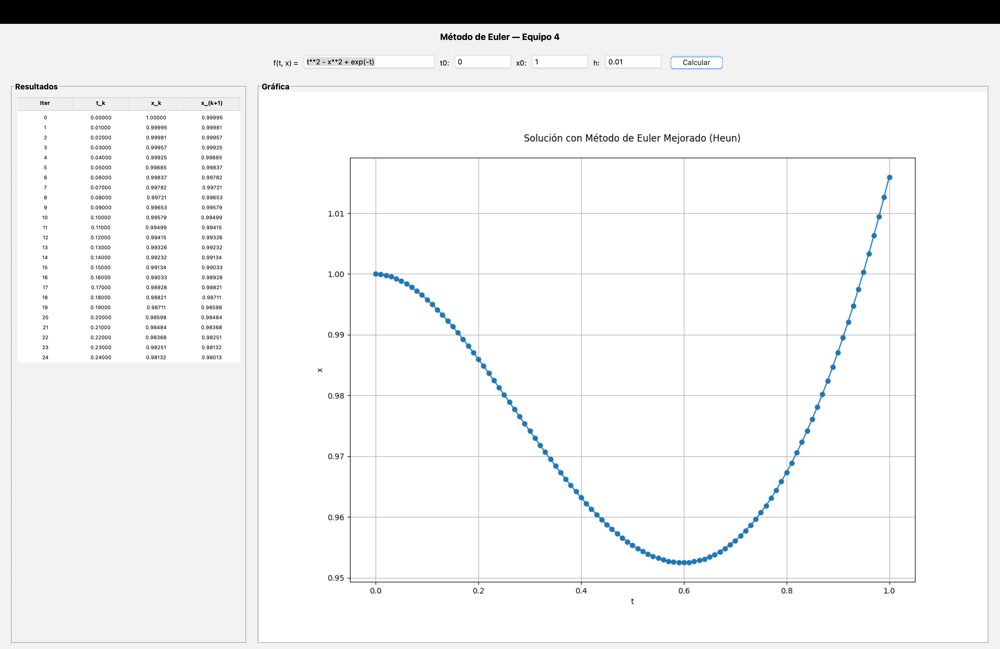 Método de Euler — Equipo 4
f(t, x) = t**2 - x**2 + exp(-t) t0: 0 x0: 1 h: 0.01 Calcular
Resultados
Iter t_k x_k x_(k+1)
0 0.00000 1.00000 0.99995
1 0.01000 0.99995 0.99981
2 0.02000 0.99981 0.99957
3 0.03000 0.99957 0.99925
4 0.04000 0.99925 0.99885
5 0.05000 0.99885 0.99837
6 0.06000 0.99837 0.99782
7 0.07000 0.99782 0.99721
8 0.08000 0.99721 0.99653
9 0.09000 0.99653 0.99579
10 0.10000 0.99579 0.99499
11 0.11000 0.99499 0.99415
12 0.12000 0.99415 0.99326
13 0.13000 0.99326 0.99232
14 0.14000 0.99232 0.99134
15 0.15000 0.99134 0.99033
16 0.16000 0.99033 0.98928
17 0.17000 0.98928 0.98821
18 0.18000 0.98821 0.98711
19 0.19000 0.98711 0.98598
20 0.20000 0.98598 0.98484
21 0.21000 0.98484 0.98368
22 0.22000 0.98368 0.98251
23 0.23000 0.98251 0.98132
24 0.24000 0.98132 0.98013
Gráfica
Solución con Método de Euler Mejorado (Heun)
1.01
1.00
0.99
0.98
0.97
0.96
0.95
x
0.0 0.2 0.4 0.6 0.8 1.0
t